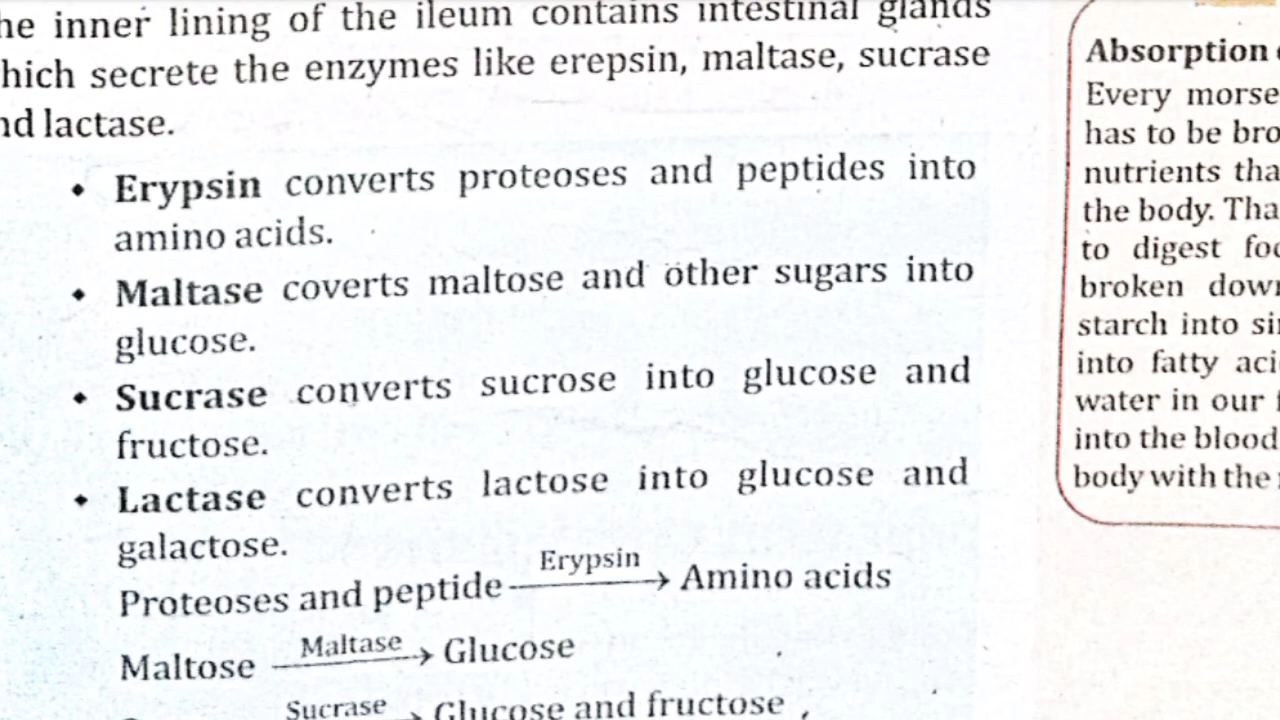 he inner lining of the ileum contains intestinal glands
hich secrete the enzymes like erepsin, maltase, sucrase
nd lactase.
• Erypsin converts proteoses and peptides into
amino acids.
• Maltase coverts maltose and other sugars into
glucose.
• Sucrase converts sucrose into glucose and
fructose.
• Lactase converts lactose into glucose and
galactose.
Proteoses and peptide Erypsin → Amino acids
Maltose Maltase → Glucose
Sucrase → Glucose and fructose
Absorption
Every morse
has to be bro
nutrients tha
the body. Tha
to digest foo
broken down
starch into si
into fatty aci
water in our
into the blood
body with the